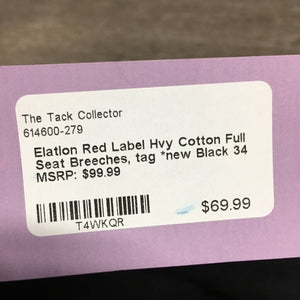 The Tack Collector
614600-279
Elation Red Label Hvy Cotton Full
Seat Breeches, tag *new Black 34
MSRP: $99.99
$69.99
T4WKQR